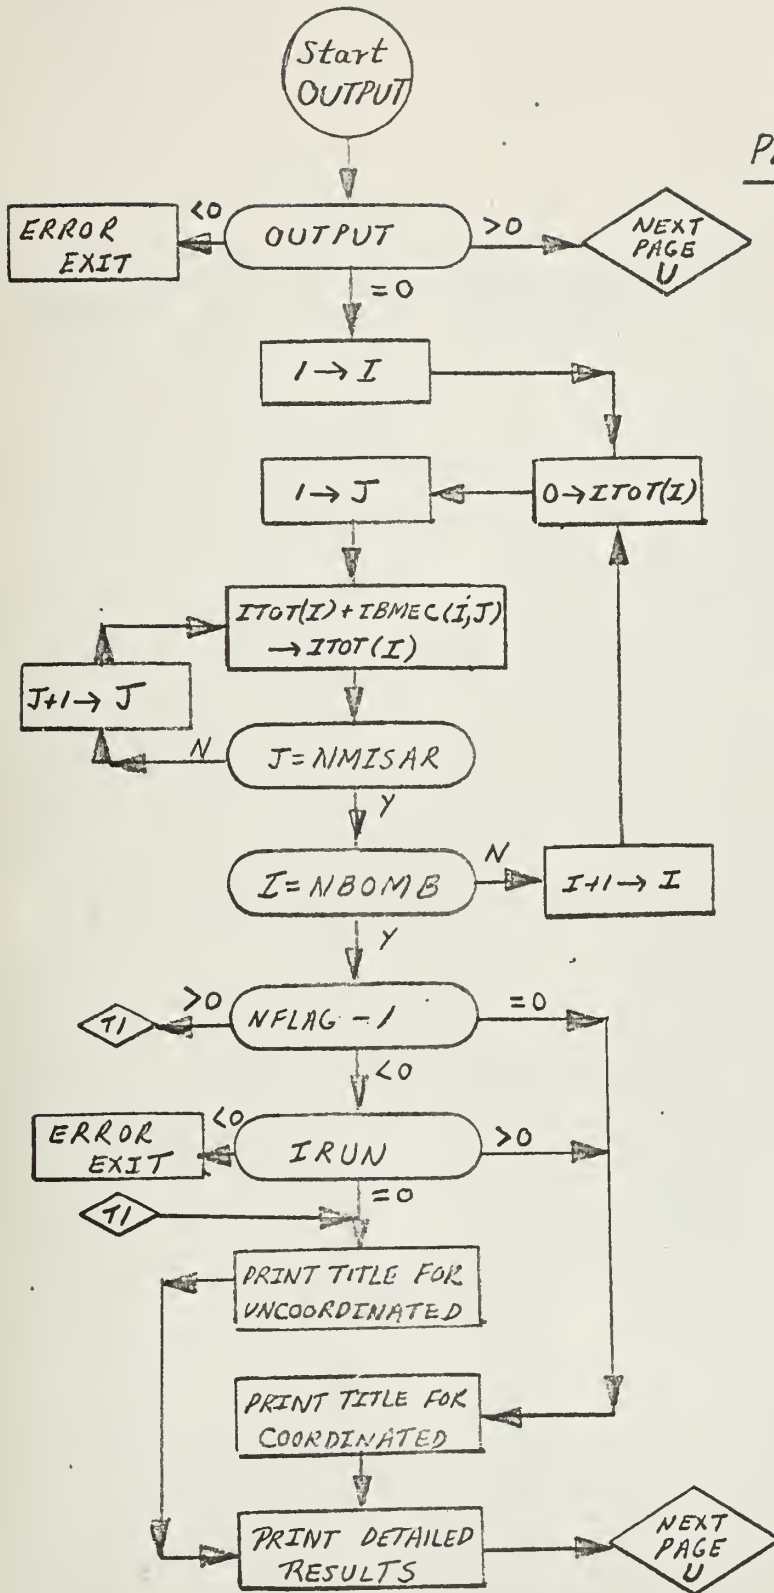 Start
OUTPUT
<0
OUTPUT
>0
ERROR
EXIT
NEXT
PAGE
U
=0
1→I
1→J
0→ITOT(I)
ITOT(I)+IBMEC(I,J)
→ITOT(I)
J+1→J
N
J=NMISAR
Y
I=NBOMB
N
I+1→I
Y
>0
NFLAG-1
=0
T1
<0
<0
ERROR
EXIT
IRUN
>0
=0
T1
PRINT TITLE FOR
UNCOORDINATED
PRINT TITLE FOR
COORDINATED
PRINT DETAILED
RESULTS
NEXT
PAGE
U